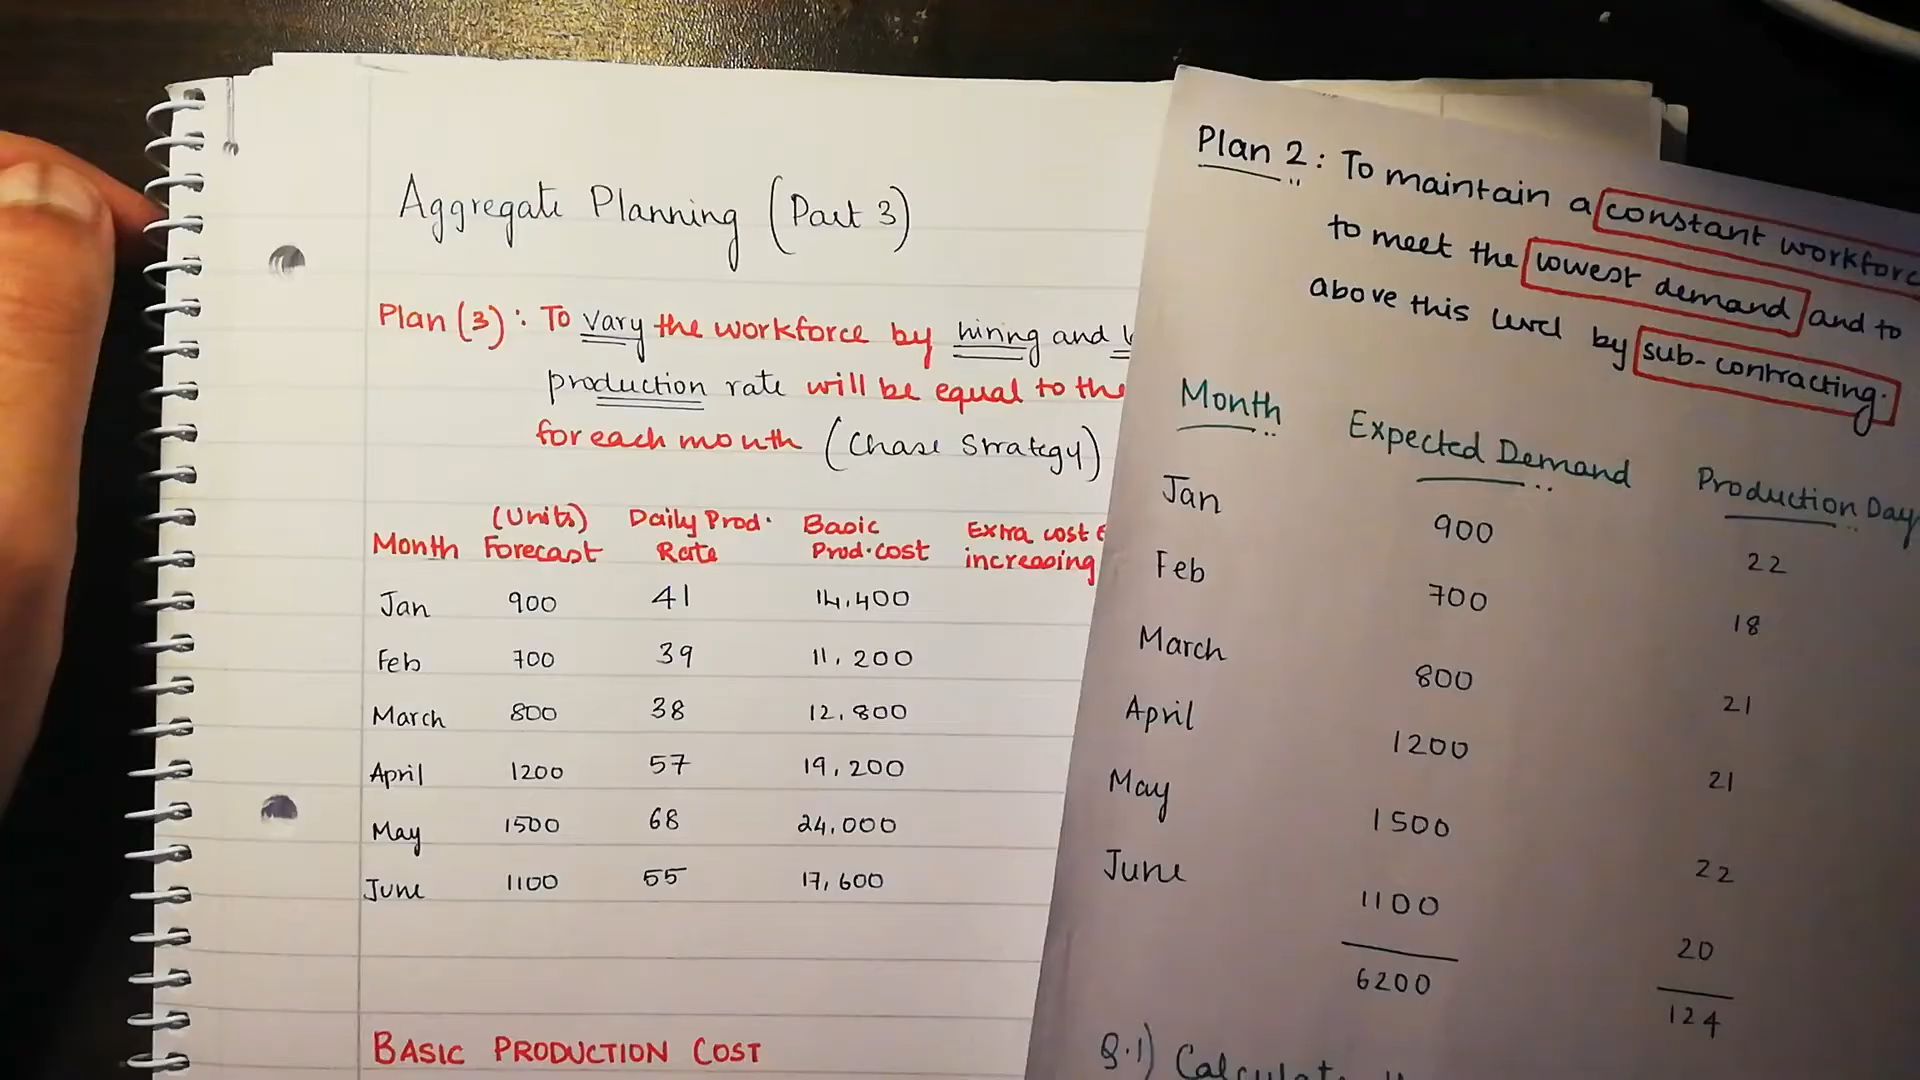 Aggregate Planning (Part 3)
Plan (3): To vary the workforce by hiring and
production rate will be equal to the
for each month (Chase Strategy)
Month (Units) Forecast Daily Prod. Rate Basic Prod. cost Extra cost increasing
Jan 900 41 14,400
Feb 700 39 11,200
March 800 38 12,800
April 1200 57 19,200
May 1500 68 24,000
June 1100 55 17,600
BASIC PRODUCTION COST
Plan 2: To maintain a constant workforc
to meet the lowest demand and to
above this level by sub-contracting.
Month Expected Demand Production Day
Jan 900 22
Feb 700 18
March 800 21
April 1200 21
May 1500 22
June 1100 20
6200 124
Q.1) Calculate